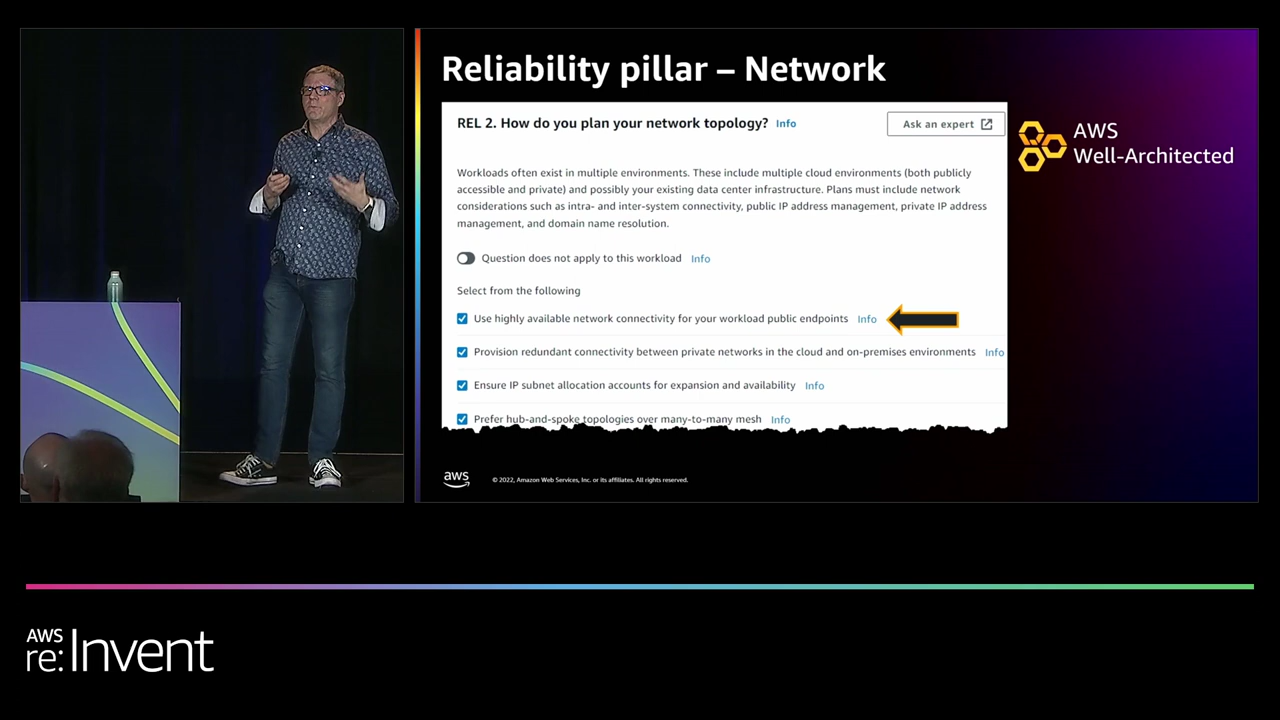 Reliability pillar – Network
REL 2. How do you plan your network topology? Info
Ask an expert
Workloads often exist in multiple environments. These include multiple cloud environments (both publicly
accessible and private) and possibly your existing data center infrastructure. Plans must include network
considerations such as intra- and inter-system connectivity, public IP address management, private IP address
management, and domain name resolution.
Question does not apply to this workload Info
Select from the following
Use highly available network connectivity for your workload public endpoints Info
Provision redundant connectivity between private networks in the cloud and on-premises environments Info
Ensure IP subnet allocation accounts for expansion and availability Info
Prefer hub-and-spoke topologies over many-to-many mesh Info
AWS
Well-Architected
aws
© 2022, Amazon Web Services, Inc. or its affiliates. All rights reserved.
AWS
re:Invent